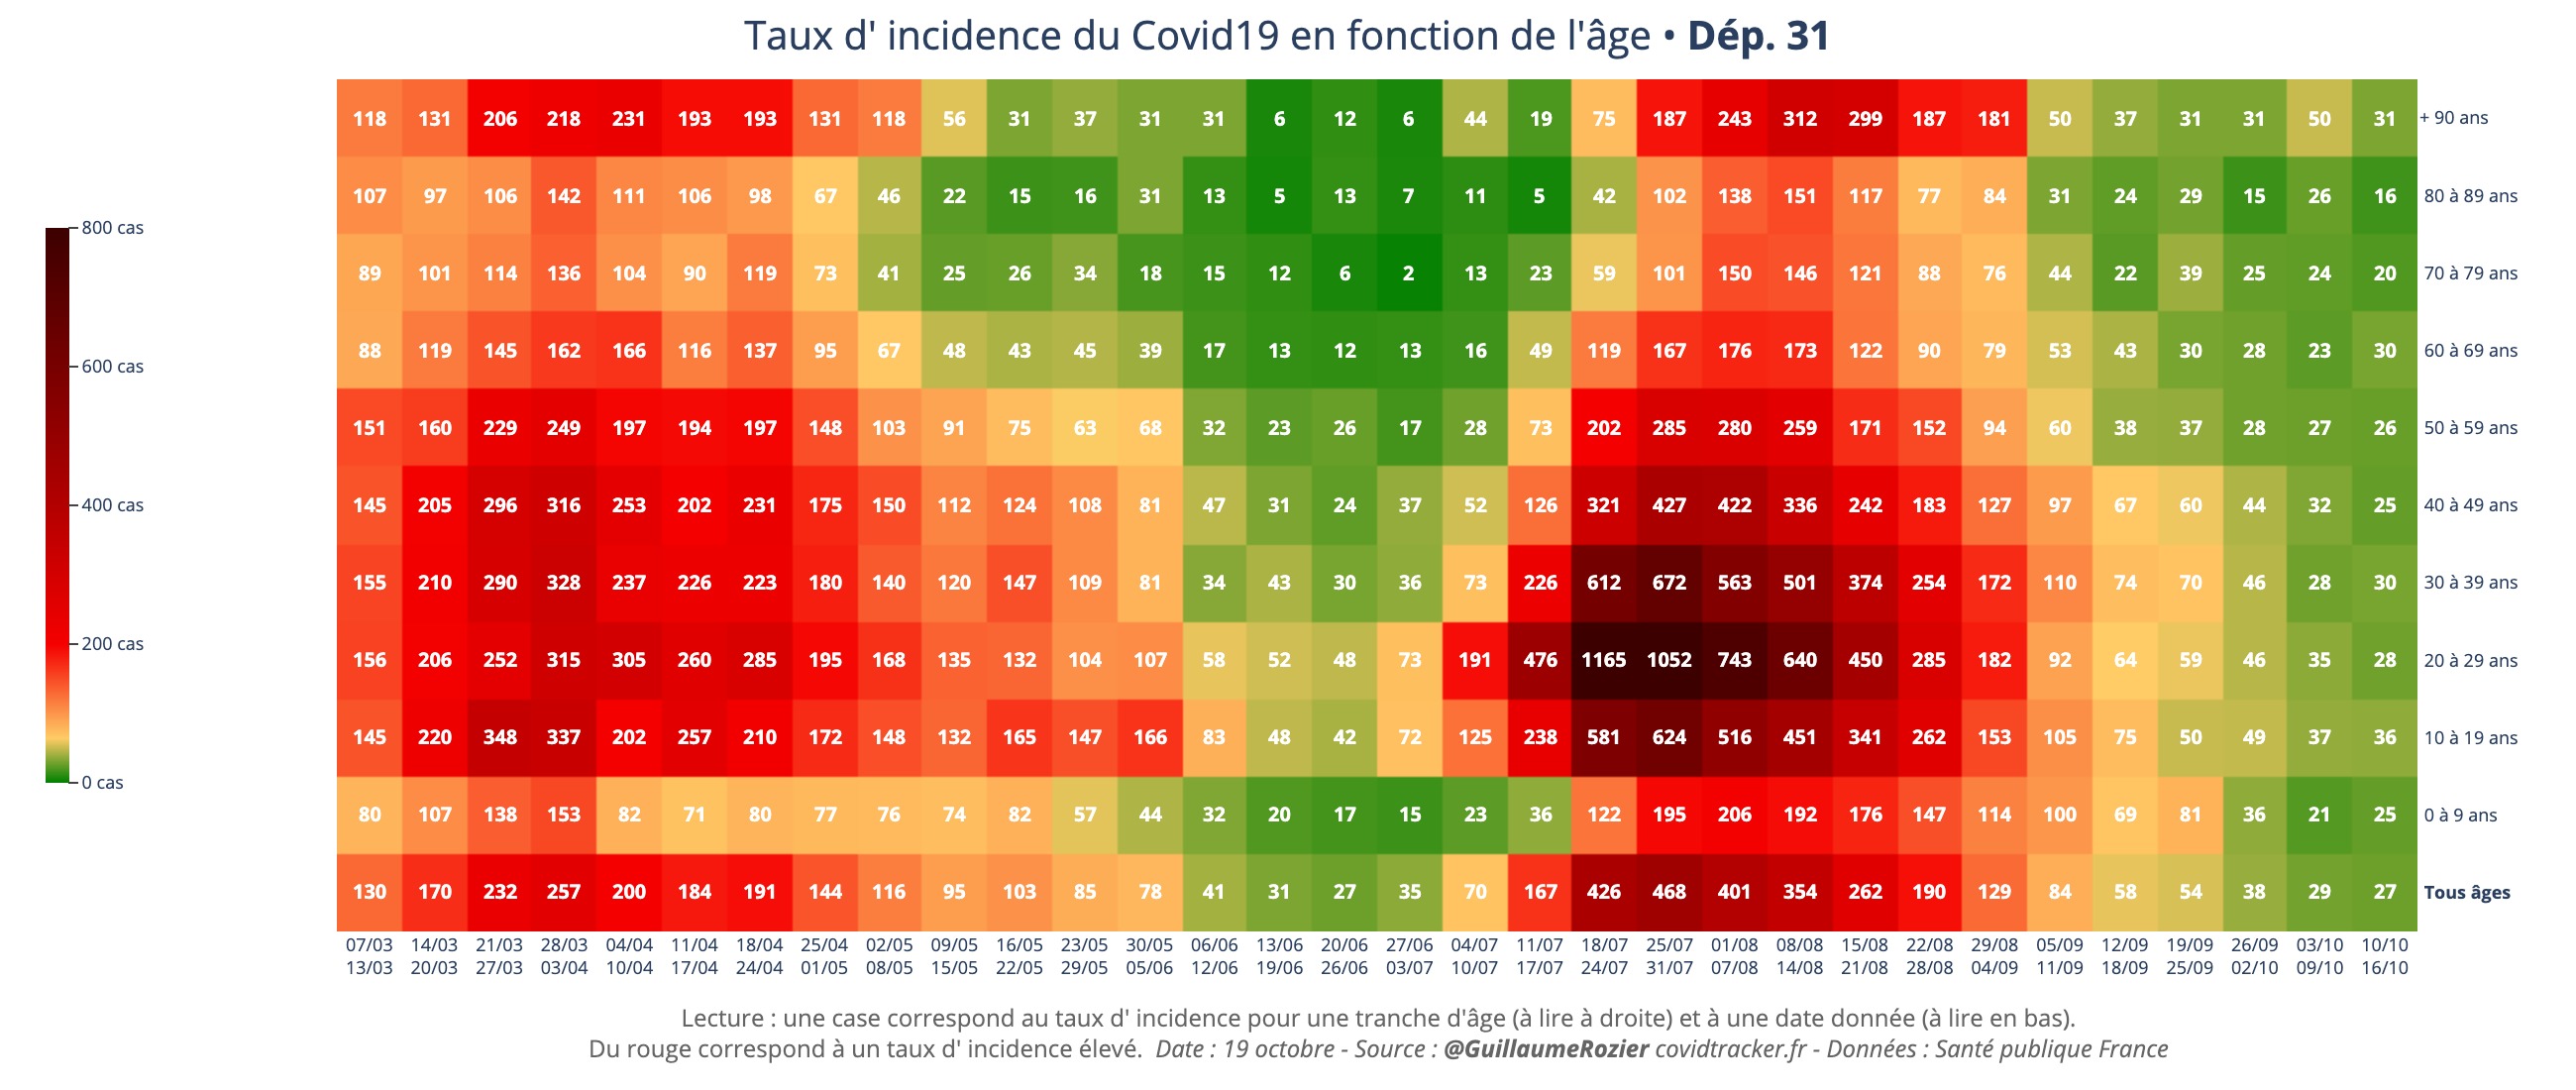 Taux d' incidence du Covid19 en fonction de l'âge • Dép. 31
800 cas
600 cas
400 cas
200 cas
0 cas
118 131 206 218 231 193 193 131 118 56 31 37 31 31 6 12 6 44 19 75 187 243 312 299 187 181 50 37 31 31 50 31 + 90 ans
107 97 106 142 111 106 98 67 46 22 15 16 31 13 5 13 7 11 5 42 102 138 151 117 77 84 31 24 29 15 26 16 80 à 89 ans
89 101 114 136 104 90 119 73 41 25 26 34 18 15 12 6 2 13 23 59 101 150 146 121 88 76 44 22 39 25 24 20 70 à 79 ans
88 119 145 162 166 116 137 95 67 48 43 45 39 17 13 12 13 16 49 119 167 176 173 122 90 79 53 43 30 28 23 30 60 à 69 ans
151 160 229 249 197 194 197 148 103 91 75 63 68 32 23 26 17 28 73 202 285 280 259 171 152 94 60 38 37 28 27 26 50 à 59 ans
145 205 296 316 253 202 231 175 150 112 124 108 81 47 31 24 37 52 126 321 427 422 336 242 183 127 97 67 60 44 32 25 40 à 49 ans
155 210 290 328 237 226 223 180 140 120 147 109 81 34 43 30 36 73 226 612 672 563 501 374 254 172 110 74 70 46 28 30 30 à 39 ans
156 206 252 315 305 260 285 195 168 135 132 104 107 58 52 48 73 191 476 1165 1052 743 640 450 285 182 92 64 59 46 35 28 20 à 29 ans
145 220 348 337 202 257 210 172 148 132 165 147 166 83 48 42 72 125 238 581 624 516 451 341 262 153 105 75 50 49 37 36 10 à 19 ans
80 107 138 153 82 71 80 77 76 74 82 57 44 32 20 17 15 23 36 122 195 206 192 176 147 114 100 69 81 36 21 25 0 à 9 ans
130 170 232 257 200 184 191 144 116 95 103 85 78 41 31 27 35 70 167 426 468 401 354 262 190 129 84 58 54 38 29 27 Tous âges
07/03 14/03 21/03 28/03 04/04 11/04 18/04 25/04 02/05 09/05 16/05 23/05 30/05 06/06 13/06 20/06 27/06 04/07 11/07 18/07 25/07 01/08 08/08 15/08 22/08 29/08 05/09 12/09 19/09 26/09 03/10 10/10
13/03 20/03 27/03 03/04 10/04 17/04 24/04 01/05 08/05 15/05 22/05 29/05 05/06 12/06 19/06 26/06 03/07 10/07 17/07 24/07 31/07 07/08 14/08 21/08 28/08 04/09 11/09 18/09 25/09 02/10 09/10 16/10
Lecture : une case correspond au taux d' incidence pour une tranche d'âge (à lire à droite) et à une date donnée (à lire en bas).
Du rouge correspond à un taux d' incidence élevé. Date : 19 octobre - Source : @GuillaumeRozier covidtracker.fr - Données : Santé publique France